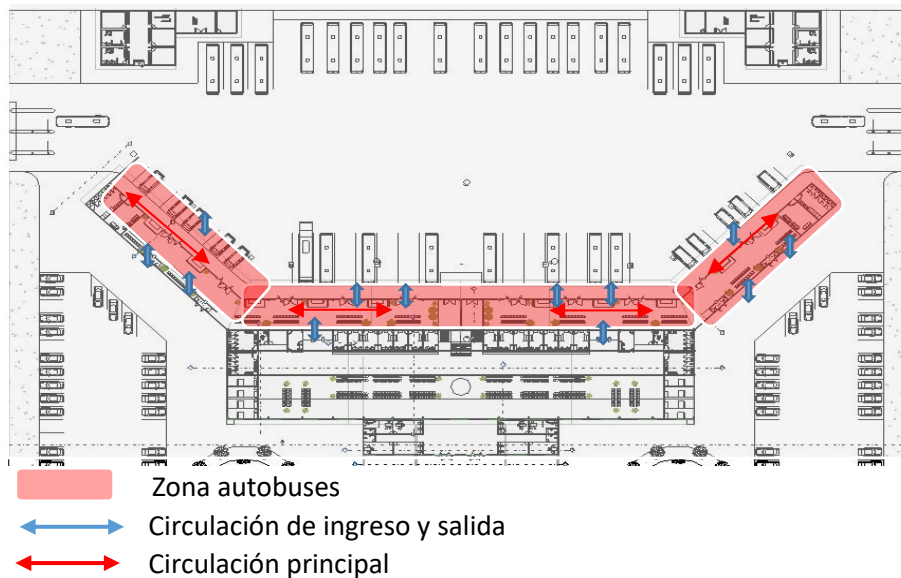 Zona autobuses
Circulación de ingreso y salida
Circulación principal